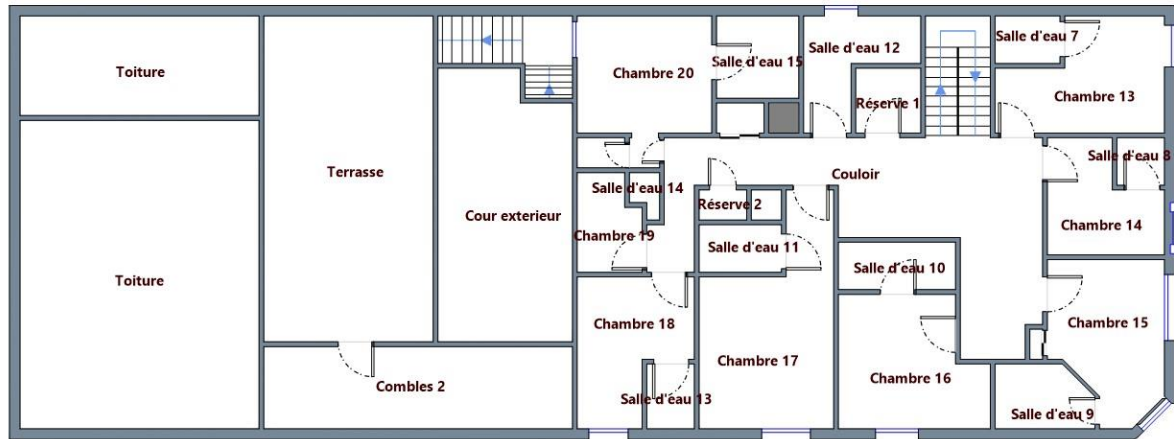 Salle d'eau 7
Salle d'eau 12
Salle d'eau 15
Toiture
Chambre 20
Chambre 13
Réserve 1
Salle d'eau 8
Terrasse
Couloir
Salle d'eau 14
Réserve 2
Cour exterieur
Chambre 14
Chambre 19
Salle d'eau 11
Salle d'eau 10
Toiture
Chambre 18
Chambre 15
Chambre 17
Chambre 16
Combles 2
Salle d'eau 13
Salle d'eau 9